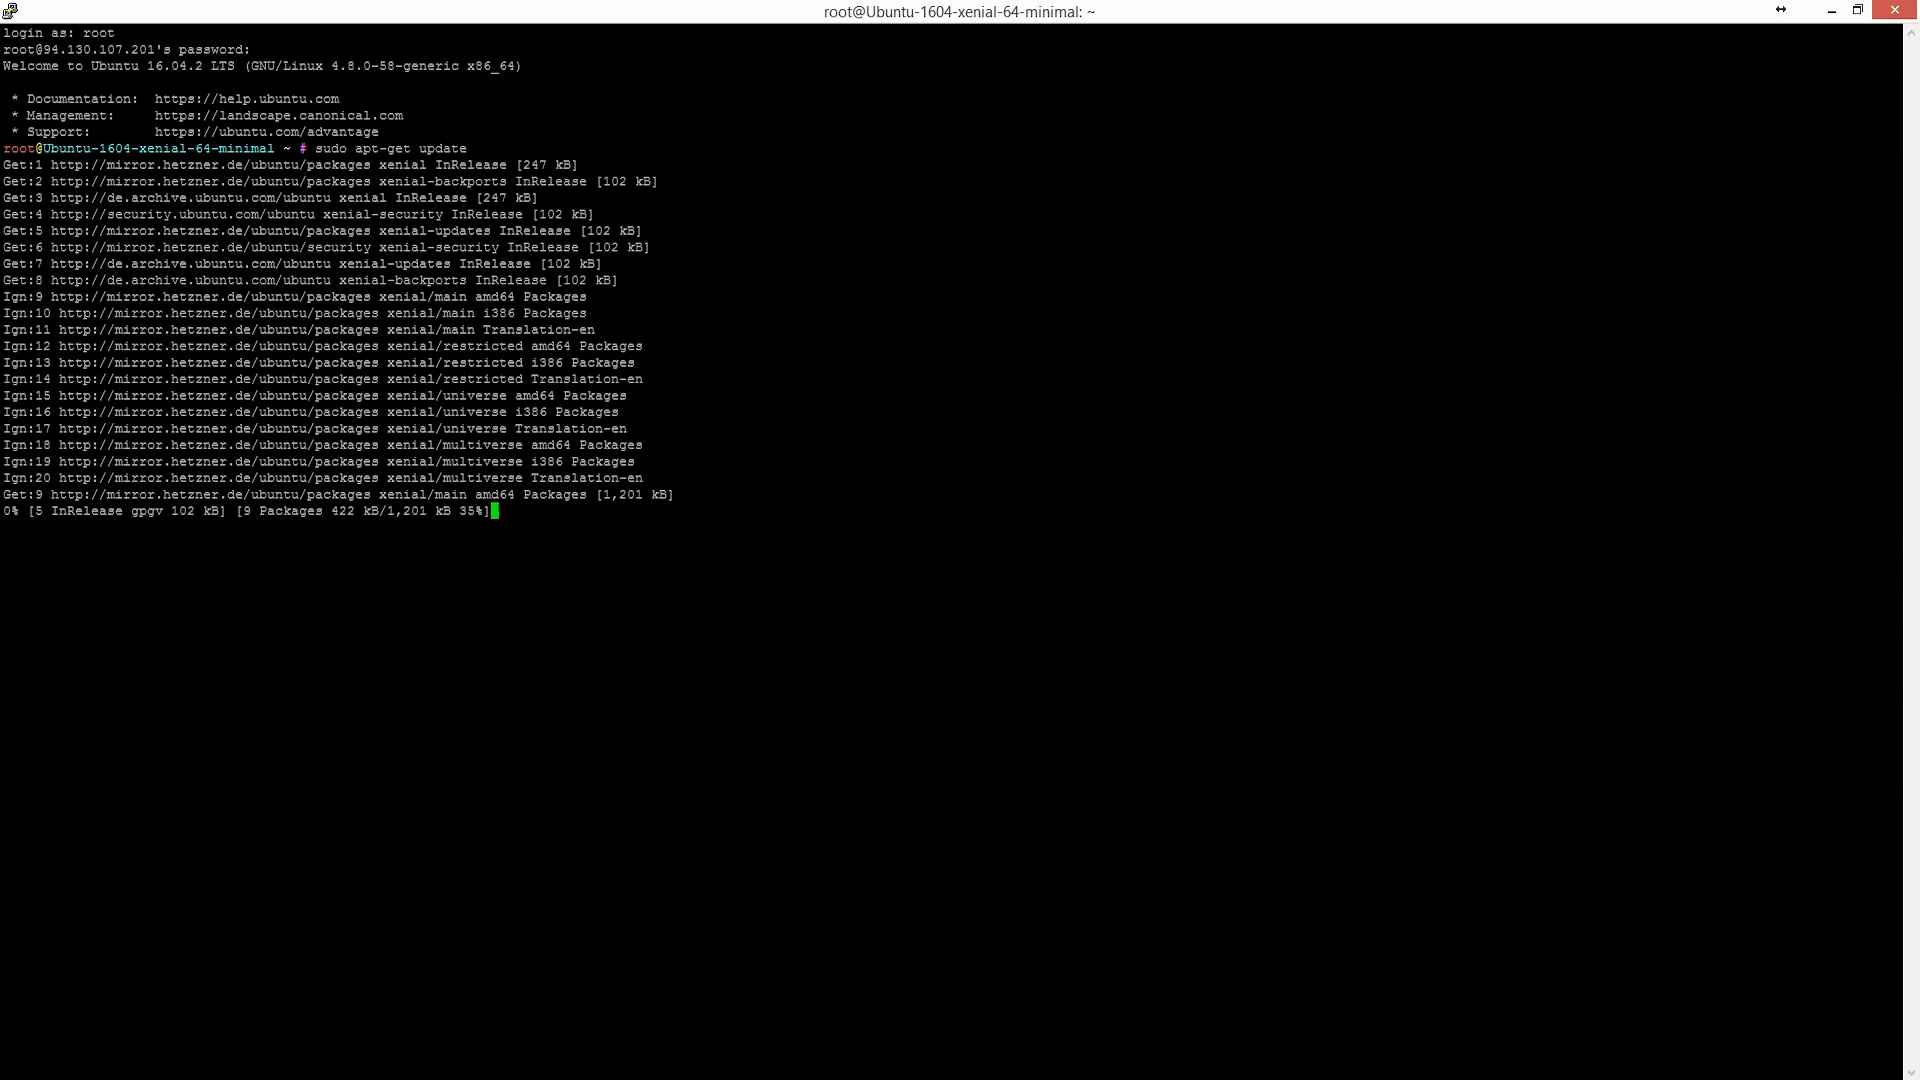 root@Ubuntu-1604-xenial-64-minimal: ~
login as: root
root@94.130.107.201's password:
Welcome to Ubuntu 16.04.2 LTS (GNU/Linux 4.8.0-58-generic x86_64)
* Documentation:  https://help.ubuntu.com
* Management:     https://landscape.canonical.com
* Support:        https://ubuntu.com/advantage
root@Ubuntu-1604-xenial-64-minimal ~ # sudo apt-get update
Get:1 http://mirror.hetzner.de/ubuntu/packages xenial InRelease [247 kB]
Get:2 http://mirror.hetzner.de/ubuntu/packages xenial-backports InRelease [102 kB]
Get:3 http://de.archive.ubuntu.com/ubuntu xenial InRelease [247 kB]
Get:4 http://security.ubuntu.com/ubuntu xenial-security InRelease [102 kB]
Get:5 http://mirror.hetzner.de/ubuntu/packages xenial-updates InRelease [102 kB]
Get:6 http://mirror.hetzner.de/ubuntu/security xenial-security InRelease [102 kB]
Get:7 http://de.archive.ubuntu.com/ubuntu xenial-updates InRelease [102 kB]
Get:8 http://de.archive.ubuntu.com/ubuntu xenial-backports InRelease [102 kB]
Ign:9 http://mirror.hetzner.de/ubuntu/packages xenial/main amd64 Packages
Ign:10 http://mirror.hetzner.de/ubuntu/packages xenial/main i386 Packages
Ign:11 http://mirror.hetzner.de/ubuntu/packages xenial/main Translation-en
Ign:12 http://mirror.hetzner.de/ubuntu/packages xenial/restricted amd64 Packages
Ign:13 http://mirror.hetzner.de/ubuntu/packages xenial/restricted i386 Packages
Ign:14 http://mirror.hetzner.de/ubuntu/packages xenial/restricted Translation-en
Ign:15 http://mirror.hetzner.de/ubuntu/packages xenial/universe amd64 Packages
Ign:16 http://mirror.hetzner.de/ubuntu/packages xenial/universe i386 Packages
Ign:17 http://mirror.hetzner.de/ubuntu/packages xenial/universe Translation-en
Ign:18 http://mirror.hetzner.de/ubuntu/packages xenial/multiverse amd64 Packages
Ign:19 http://mirror.hetzner.de/ubuntu/packages xenial/multiverse i386 Packages
Ign:20 http://mirror.hetzner.de/ubuntu/packages xenial/multiverse Translation-en
Get:9 http://mirror.hetzner.de/ubuntu/packages xenial/main amd64 Packages [1,201 kB]
0% [5 InRelease gpgv 102 kB] [9 Packages 422 kB/1,201 kB 35%]